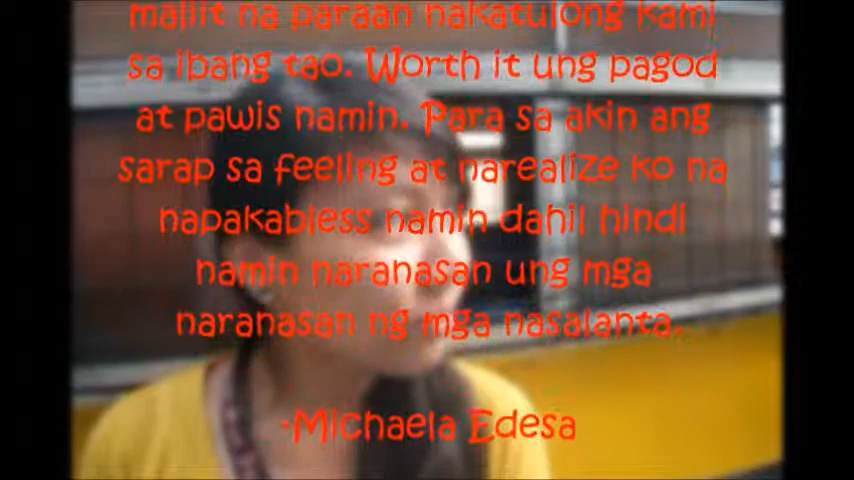 maliit na paraan nakatulong kami
sa ibang tao. Worth it ung pagod
at pawis namin. Para sa akin ang
sarap sa feeling at narealize ko na
napakabless namin dahil hindi
namin naranasan ung mga
naranasan ng mga nasalanta.
-Michaela Edesa